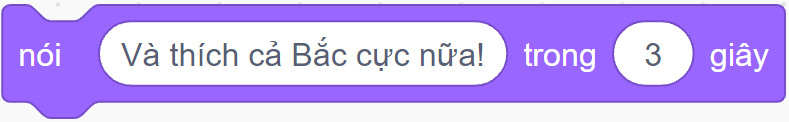 nói Và thích cả Bắc cực nữa! trong 3 giây